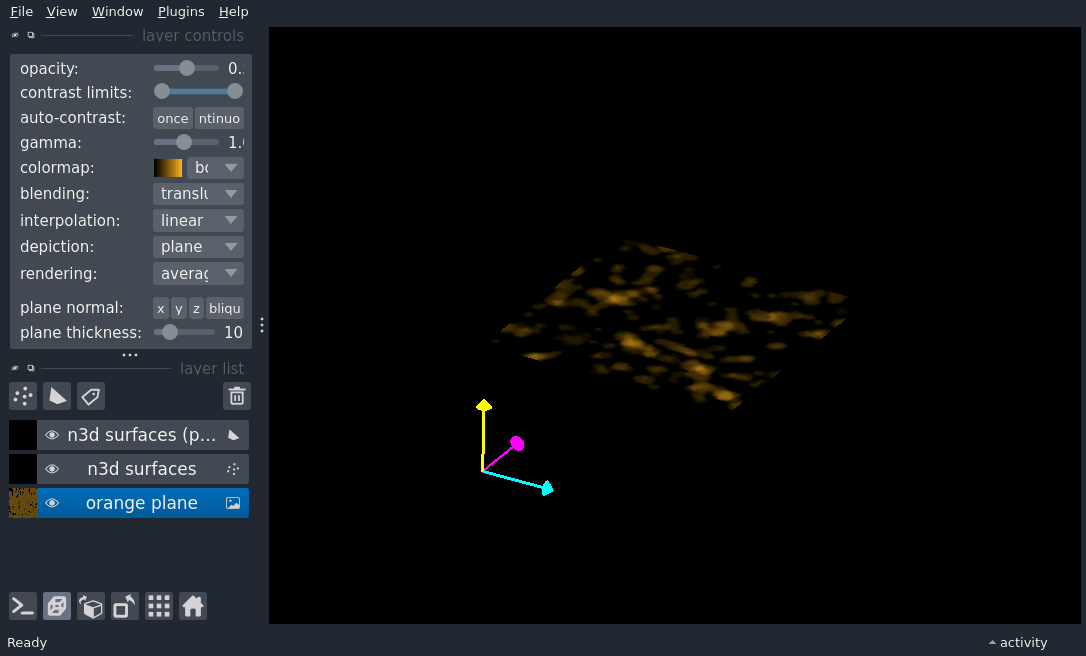 File View Window Plugins Help
layer controls
opacity: 0.
contrast limits:
auto-contrast: once ntinuo
gamma: 1.
colormap: bo
blending: translu
interpolation: linear
depiction: plane
rendering: averag
plane normal: x y z bliqu
plane thickness: 10
layer list
n3d surfaces (p...
n3d surfaces
orange plane
Ready
activity